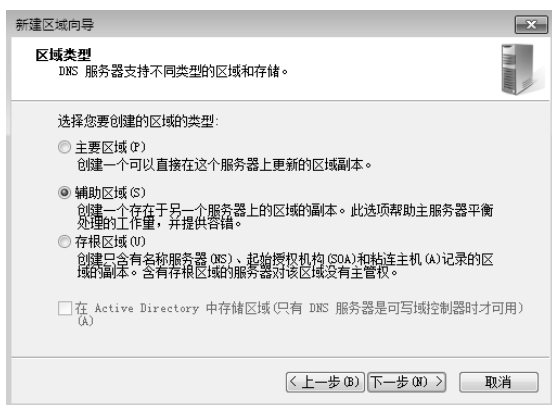 新建区域向导
区域类型
DNS 服务器支持不同类型的区域和存储。
选择您要创建的区域的类型:
主要区域(P)
创建一个可以直接在这个服务器上更新的区域副本。
辅助区域(S)
创建一个存在于另一个服务器上的区域的副本。此选项帮助主服务器平衡
处理的工作量，并提供容错。
存根区域(U)
创建只含有名称服务器(NS)、起始授权机构(SOA)和粘连主机(A)记录的区
域的副本。含有存根区域的服务器对该区域没有主管权。
在 Active Directory 中存储区域(只有 DNS 服务器是可写域控制器时才可用)
(A)
< 上一步(B) 下一步(N) > 取消